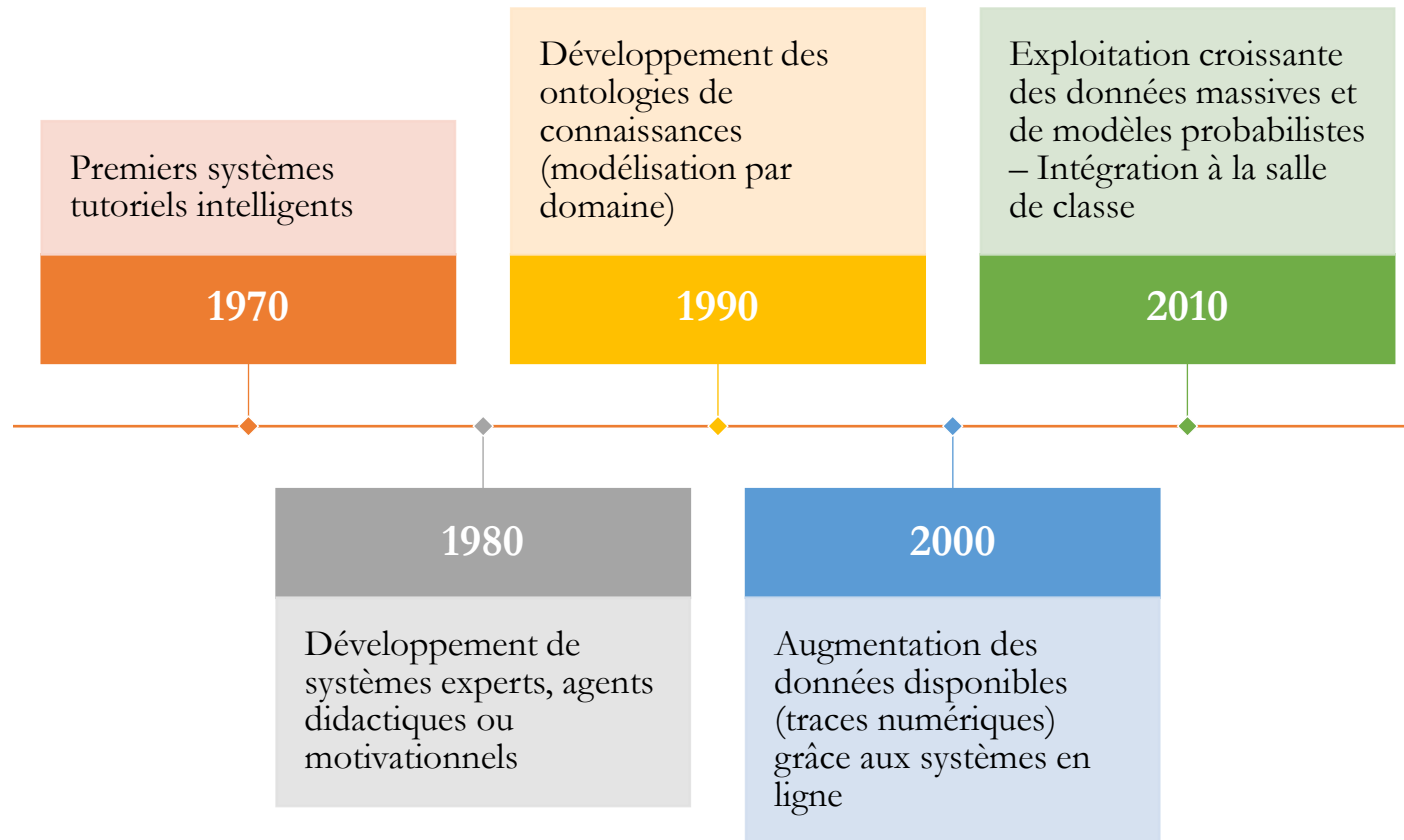 Premiers systèmes
tutoriels intelligents
1970
Développement de
systèmes experts, agents
didactiques ou
motivationnels
1980
Développement des
ontologies de
connaissances
(modélisation par
domaine)
1990
Augmentation des
données disponibles
(traces numériques)
grâce aux systèmes en
ligne
2000
Exploitation croissante
des données massives et
de modèles probabilistes
– Intégration à la salle
de classe
2010